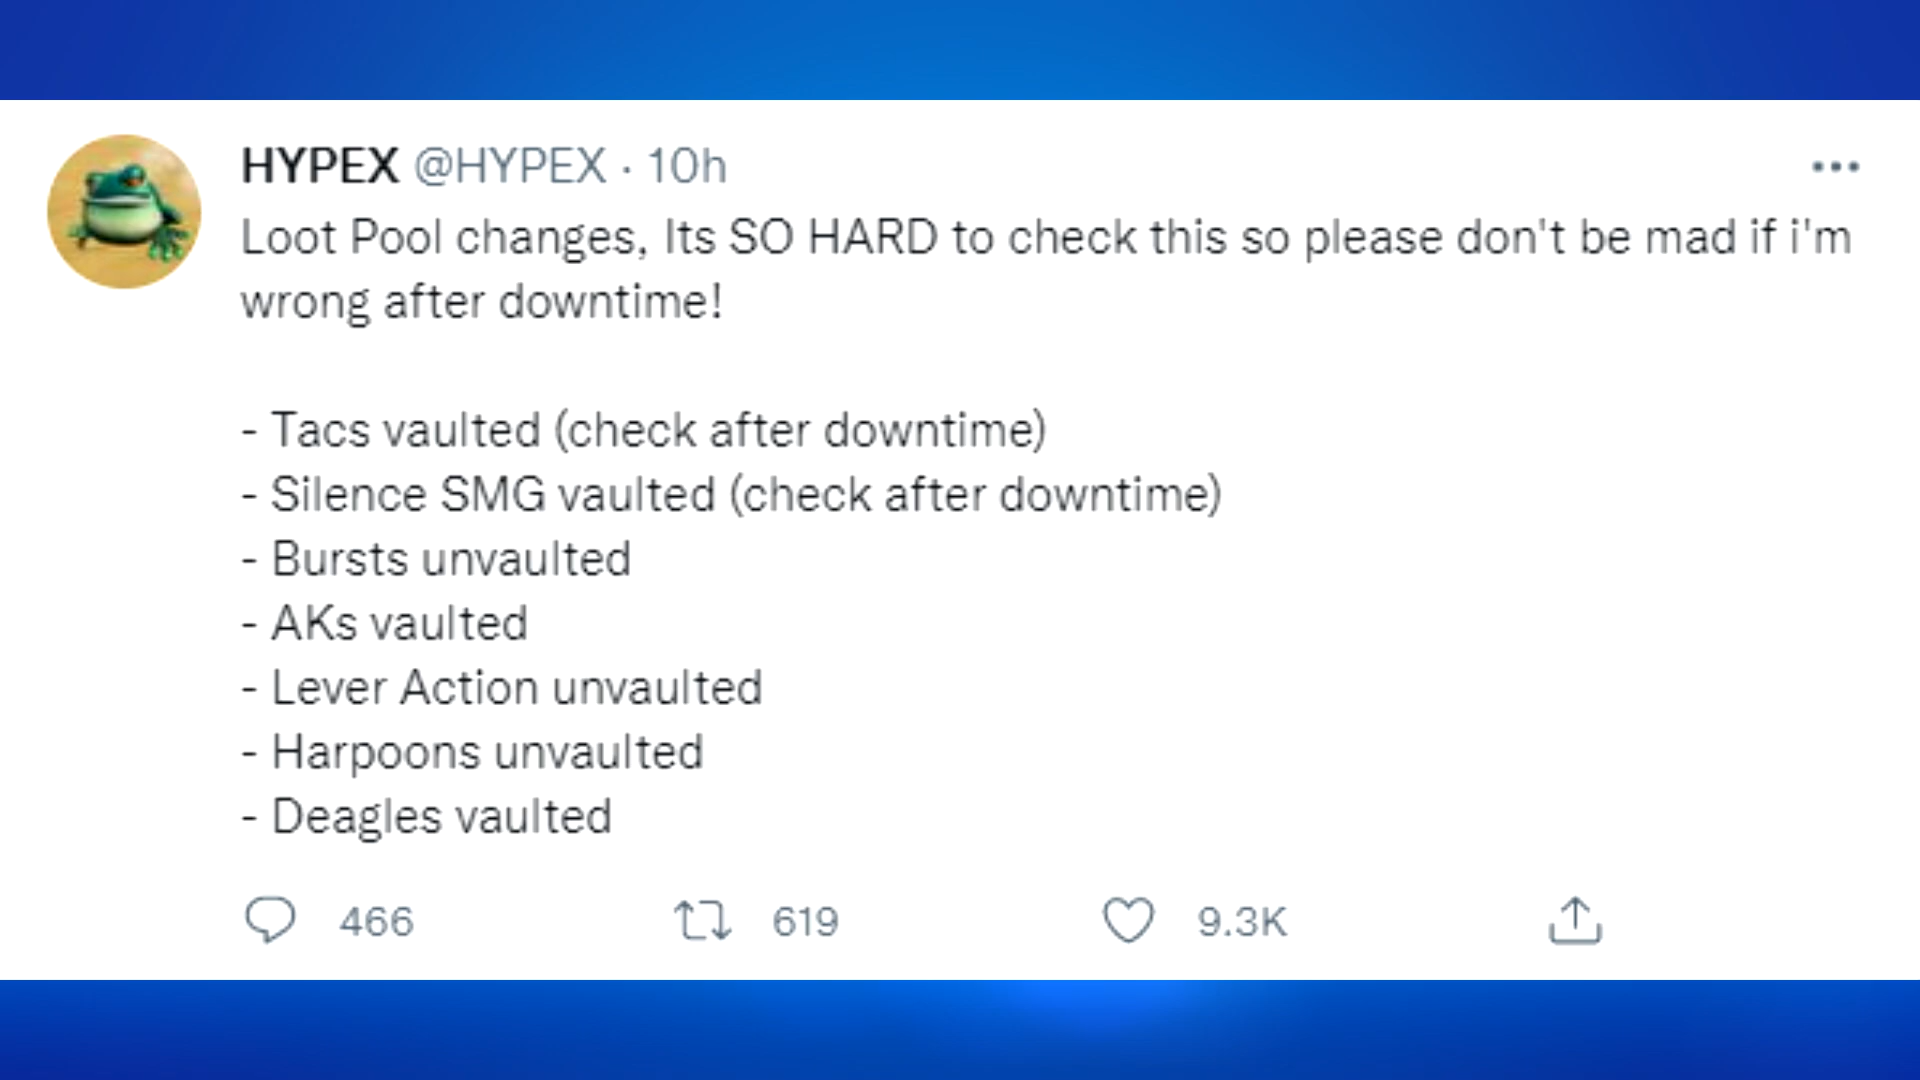 HYPEX @HYPEX · 10h
Loot Pool changes, Its SO HARD to check this so please don't be mad if i'm
wrong after downtime!
- Tacs vaulted (check after downtime)
- Silence SMG vaulted (check after downtime)
- Bursts unvaulted
- AKs vaulted
- Lever Action unvaulted
- Harpoons unvaulted
- Deagles vaulted
466 619 9.3K